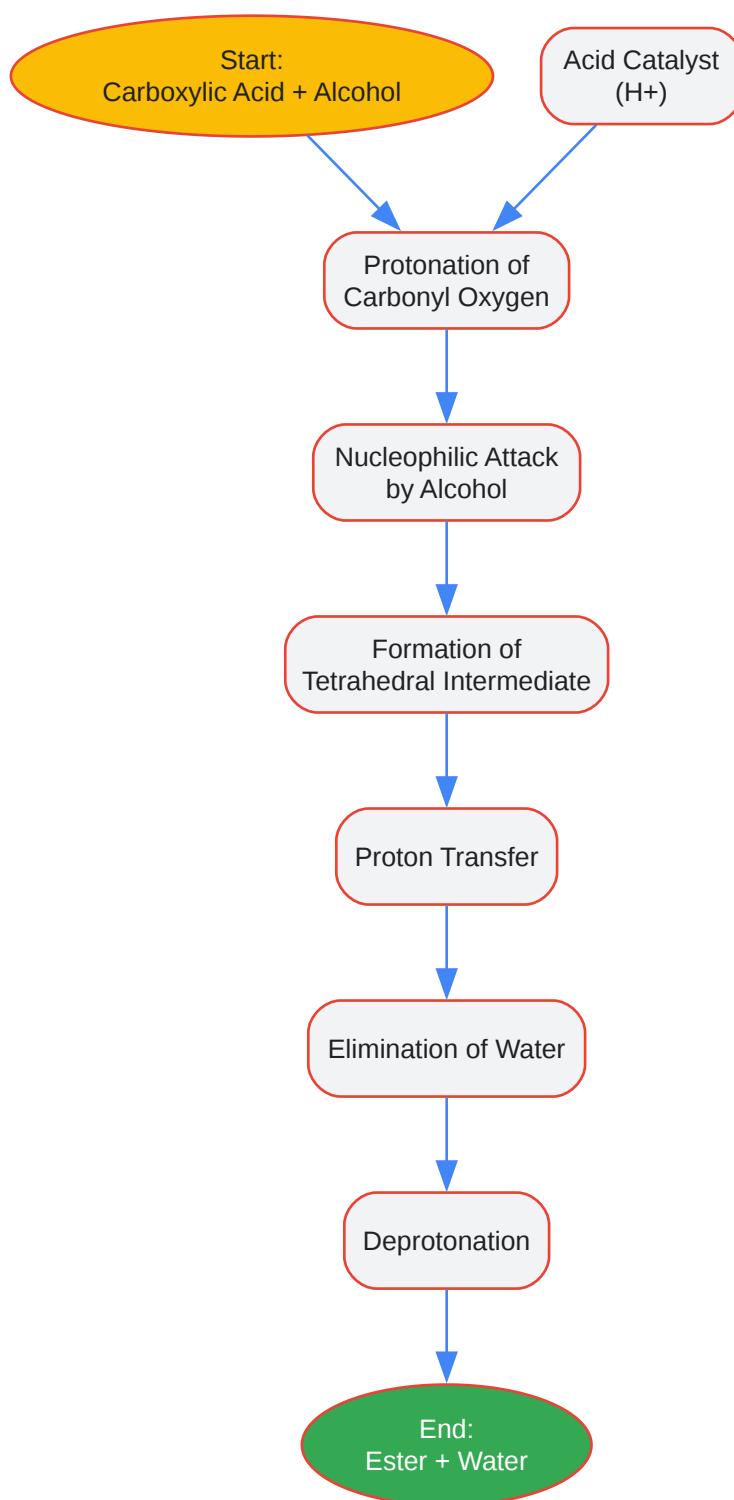 Start:
Carboxylic Acid + Alcohol
Acid Catalyst
(H+)
Protonation of
Carbonyl Oxygen
Nucleophilic Attack
by Alcohol
Formation of
Tetrahedral Intermediate
Proton Transfer
Elimination of Water
Deprotonation
End:
Ester + Water